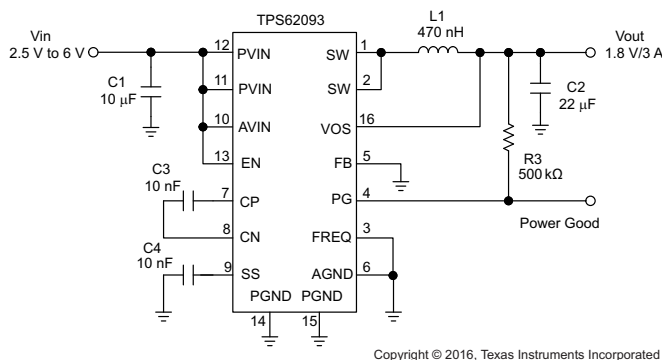 TPS62093
L1
470 nH
Vin
2.5 V to 6 V
Vout
1.8 V/3 A
12 PVIN
SW 1
11 PVIN
SW 2
C1
10 µF
C2
22 µF
10 AVIN
VOS 16
13 EN
FB 5
R3
500 kΩ
C3
10 nF
7 CP
PG 4
Power Good
8 CN
FREQ 3
C4
10 nF
9 SS
AGND 6
PGND PGND
14 15
Copyright © 2016, Texas Instruments Incorporated